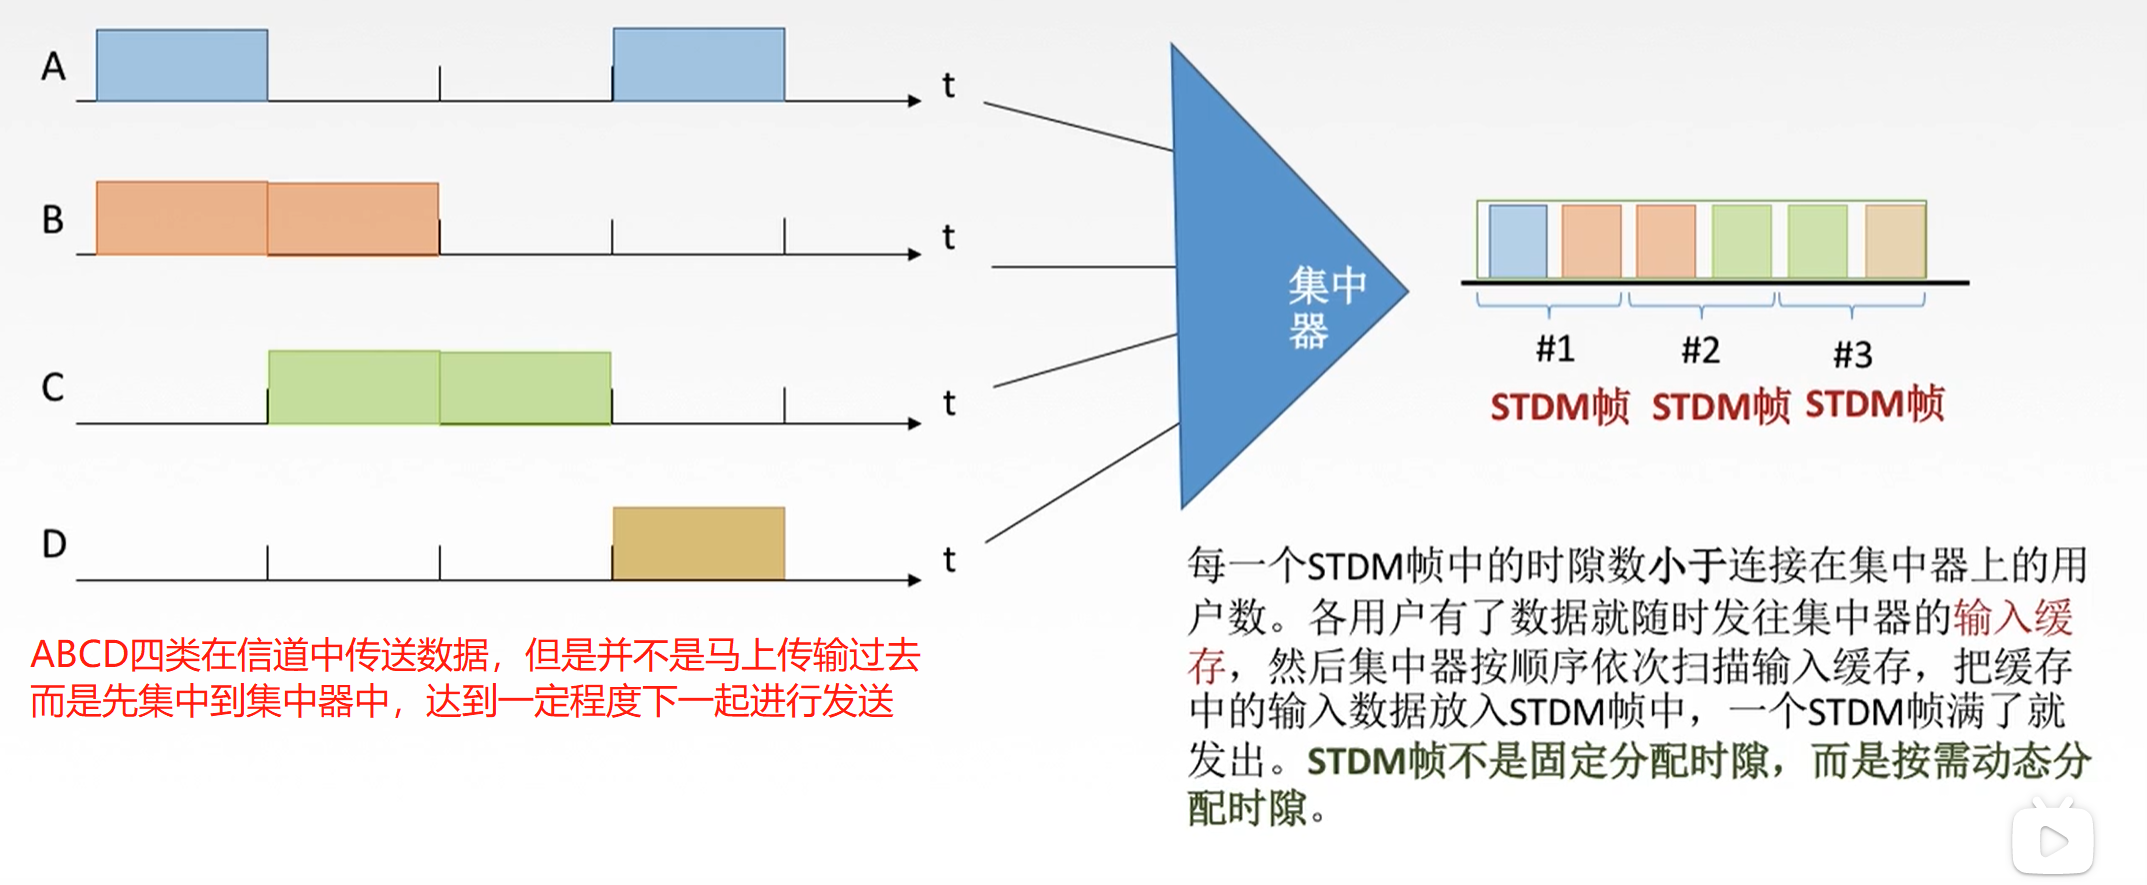 A
t
B
t
C
t
D
t
集中
器
#1
#2
#3
STDM帧
STDM帧
STDM帧
ABCD四类在信道中传送数据，但是并不是马上传输过去
而是先集中到集中器中，达到一定程度下一起进行发送
每一个STDM帧中的时隙数小于连接在集中器上的用
户数。各用户有了数据就随时发往集中器的输入缓
存，然后集中器按顺序依次扫描输入缓存，把缓存
中的输入数据放入STDM帧中，一个STDM帧满了就
发出。STDM帧不是固定分配时隙，而是按需动态分
配时隙。